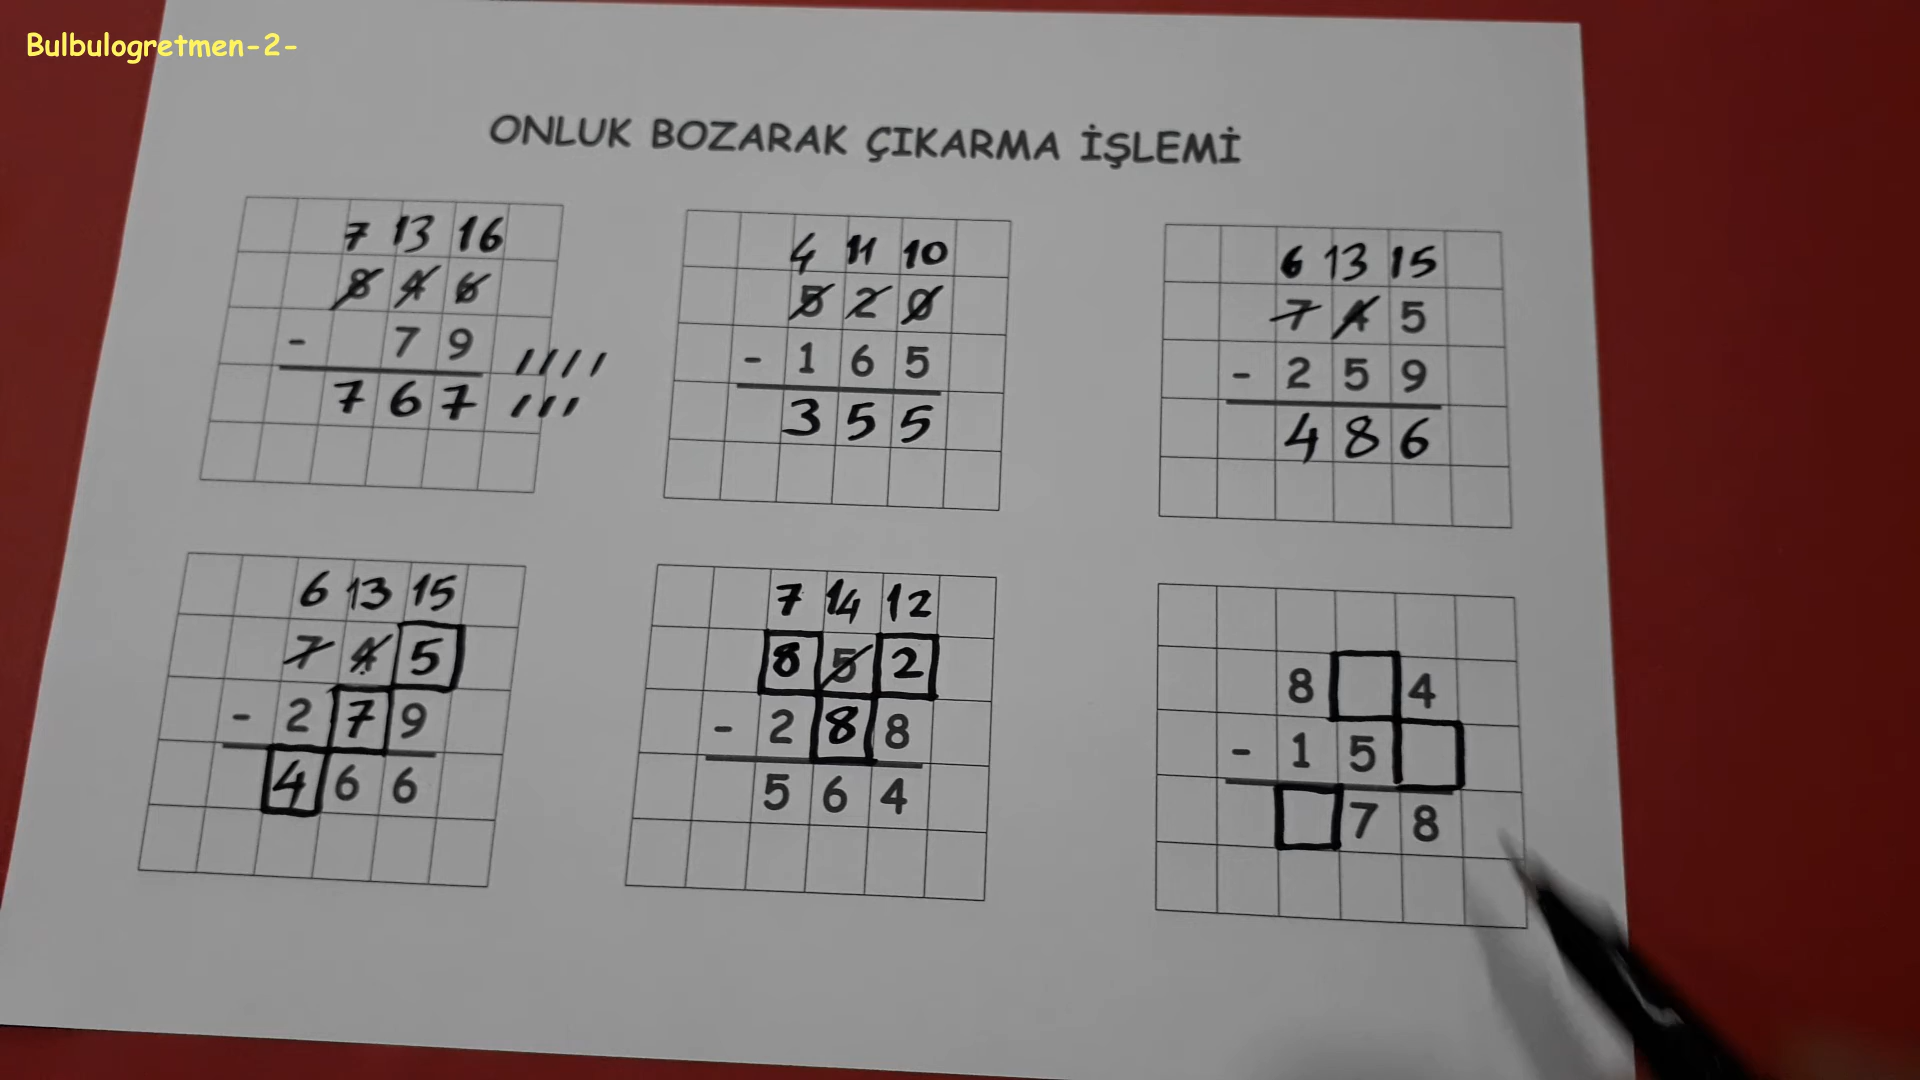 Bulbulogretmen-2-
ONLUK BOZARAK ÇIKARMA İŞLEMİ
7 13 16
8 4 6
- 7 9
7 6 7
4 11 10
5 2 0
- 1 6 5
3 5 5
6 13 15
7 4 5
- 2 5 9
4 8 6
6 13 15
7 4 5
- 2 7 9
4 6 6
7 14 12
8 5 2
- 2 8 8
5 6 4
8 4
- 1 5
7 8